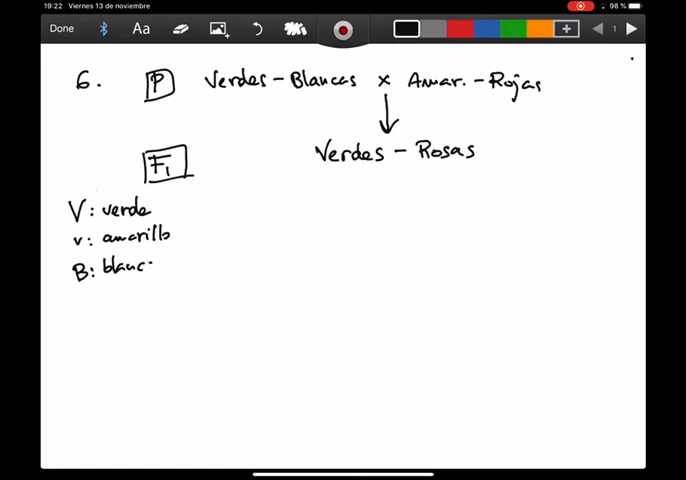 19:22 Viernes 13 de noviembre 98 %
Done Aa 1
6. P Verdes - Blancas x Amar. - Rojas
Verdes - Rosas
F1
V: verde
v: amarillo
B: blanc